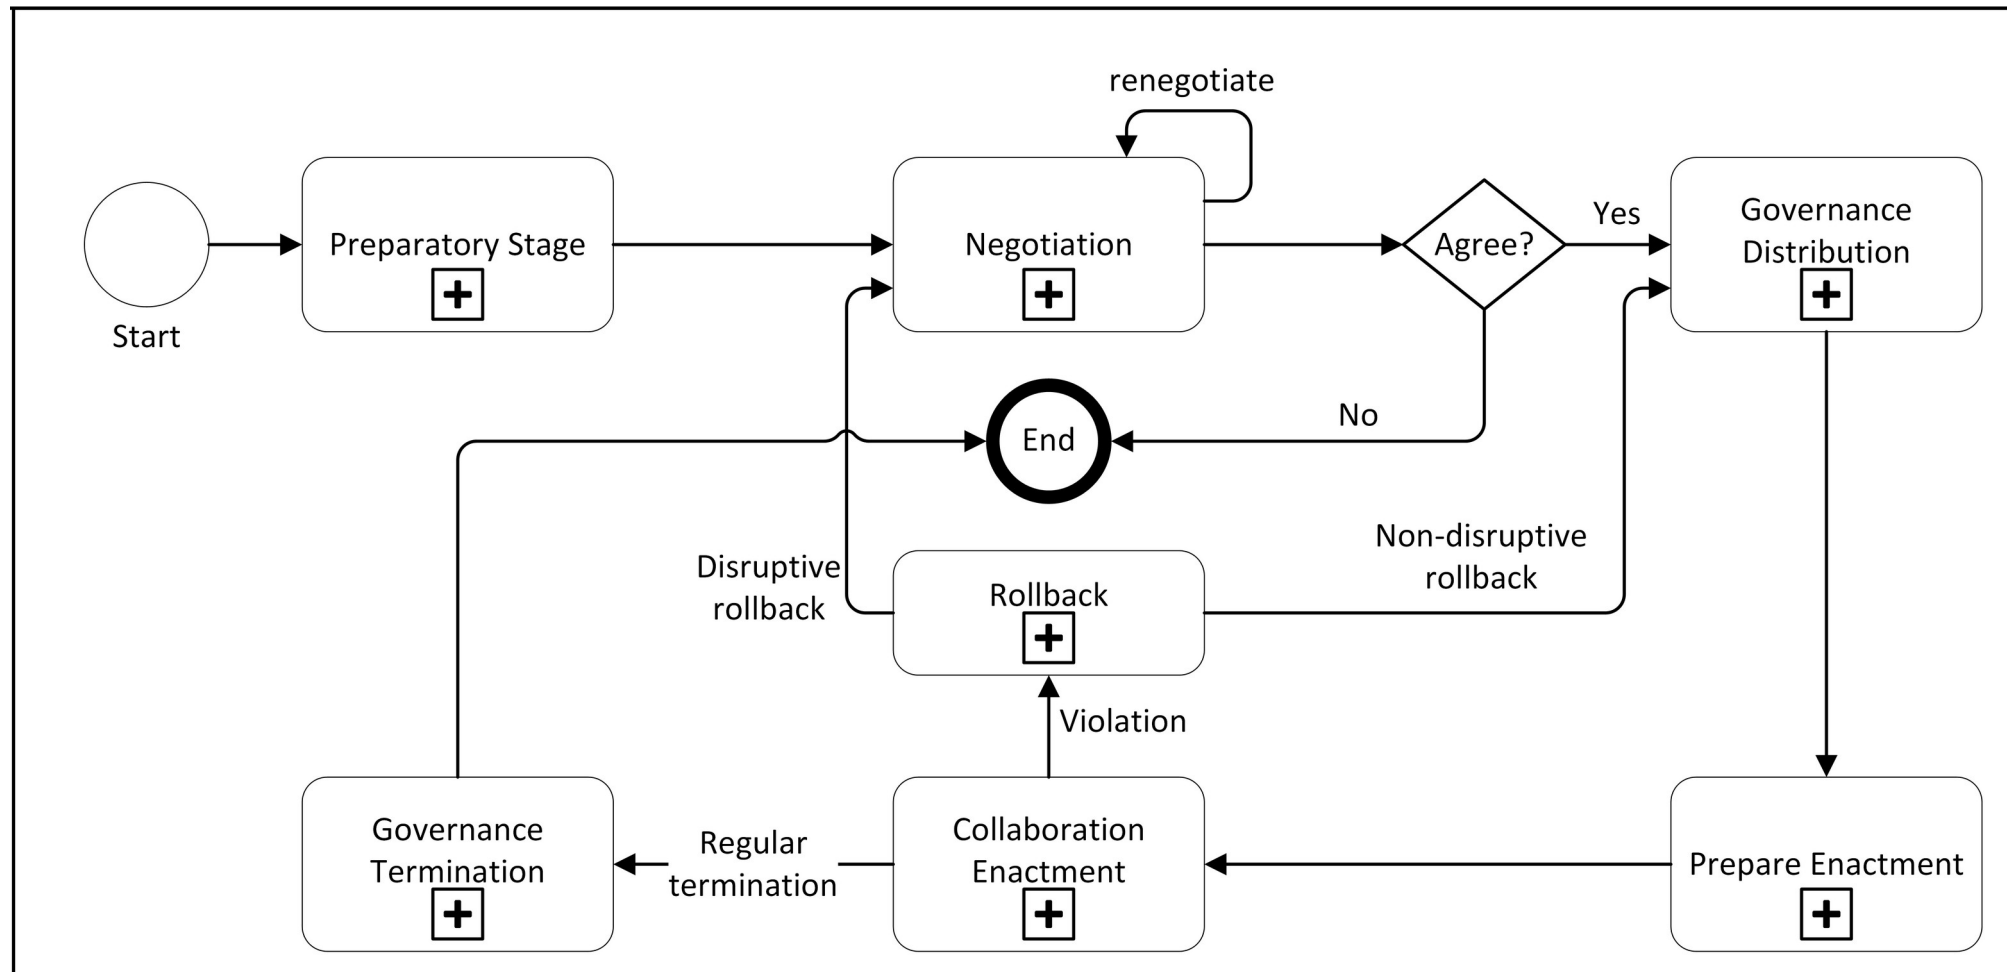 renegotiate
Start
Preparatory Stage
Negotiation
Agree?
Yes
Governance
Distribution
No
End
Disruptive
rollback
Rollback
Non-disruptive
rollback
Violation
Governance
Termination
Regular
termination
Collaboration
Enactment
Prepare Enactment